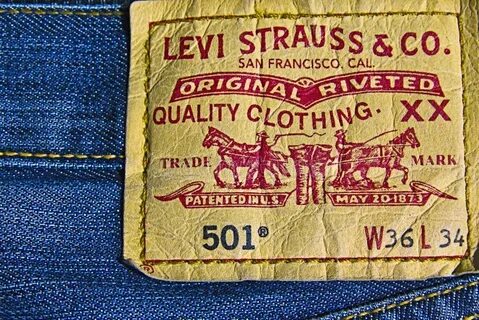 LEVI STRAUSS & CO.
SAN FRANCISCO, CAL.
ORIGINAL RIVETED
QUALITY CLOTHING. XX
TRADE MARK
PATENTED IN U.S. MAY 20 1873
501® W36 L 34